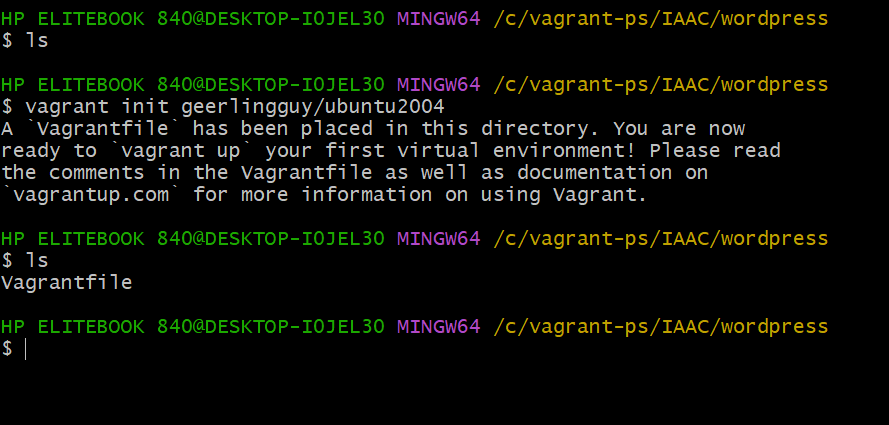 HP ELITEBOOK 840@DESKTOP-I0JEL30 MINGW64 /c/vagrant-ps/IAAC/wordpress
$ ls
HP ELITEBOOK 840@DESKTOP-I0JEL30 MINGW64 /c/vagrant-ps/IAAC/wordpress
$ vagrant init geerlingguy/ubuntu2004
A `Vagrantfile` has been placed in this directory. You are now
ready to `vagrant up` your first virtual environment! Please read
the comments in the Vagrantfile as well as documentation on
`vagrantup.com` for more information on using Vagrant.
HP ELITEBOOK 840@DESKTOP-I0JEL30 MINGW64 /c/vagrant-ps/IAAC/wordpress
$ ls
Vagrantfile
HP ELITEBOOK 840@DESKTOP-I0JEL30 MINGW64 /c/vagrant-ps/IAAC/wordpress
$